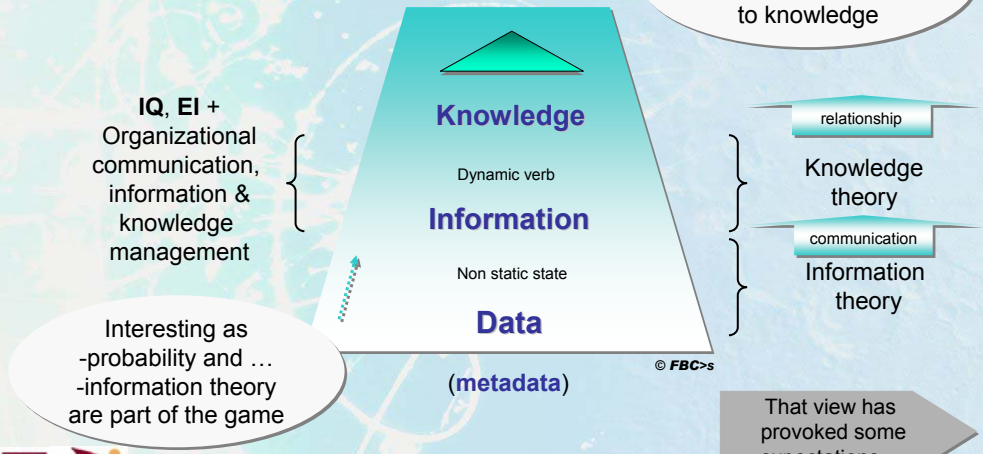 to knowledge
IQ, EI +
Organizational
communication,
information &
knowledge
management
Knowledge
Dynamic verb
Information
Non static state
Data
(metadata)
© FBC>s
relationship
Knowledge
theory
communication
Information
theory
Interesting as
-probability and …
-information theory
are part of the game
That view has
provoked some